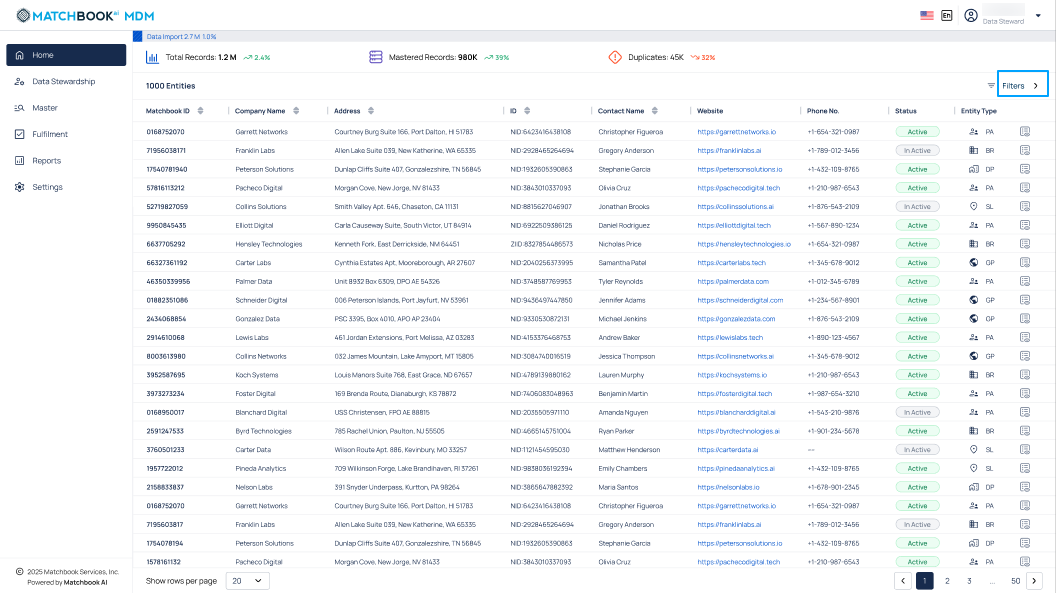 MATCHBOOK AI MDM
En
Data Steward
Data Import 2.7 M 1.0%
Home
Data Stewardship
Master
Fulfilment
Reports
Settings
Total Records: 1.2 M 2.4%
Mastered Records: 980K 39%
Duplicates: 45K 32%
1000 Entities
Filters
Matchbook ID Company Name Address ID Contact Name Website Phone No. Status Entity Type
0168752070 Garrett Networks Courtney Burg Suite 166, Port Dalton, HI 51783 NID:6423416438108 Christopher Figueroa https://garrettnetworks.io +1-654-321-0987 Active PA
71956038171 Franklin Labs Allen Lake Suite 039, New Katherine, WA 65335 NID:2928465264694 Gregory Anderson https://franklinlabs.ai +1-789-012-3456 In Active BR
17540781940 Peterson Solutions Dunlap Cliffs Suite 407, Gonzalezshire, TN 56845 NID:1932605390863 Stephanie Garcia https://petersonsolutions.io +1-432-109-8765 Active DP
57816113212 Pacheco Digital Morgan Cove, New Jorge, NV 81433 NID:3843010337093 Olivia Cruz https://pachecodigital.tech +1-210-987-6543 Active PA
52719827059 Collins Solutions Smith Valley Apt. 646, Chaseton, CA 11131 NID:8815627046907 Jonathan Brooks https://collinssolutions.ai +1-876-543-2109 In Active SL
9950845435 Elliott Digital Carla Causeway Suite, South Victor, UT 84914 NID:6922509386125 Daniel Rodriguez https://elliottdigital.tech +1-567-890-1234 Active PA
6637705292 Hensley Technologies Kenneth Fork, East Derrickside, NM 64451 ZIID:8327854486573 Nicholas Price https://hensleytechnologies.io +1-654-321-0987 Active BR
66327361192 Carter Labs Cynthia Estates Apt, Mooreborough, AR 27607 NID:2040256373995 Samantha Patel https://carterlabs.tech +1-345-678-9012 Active GP
46350339956 Palmer Data Unit 8932 Box 6309, DPO AE 54326 NID:3748587769953 Tyler Reynolds https://palmerdata.com +1-012-345-6789 Active PA
01882351086 Schneider Digital 006 Peterson Islands, Port Jayfurt, NV 53961 NID:9436497447850 Jennifer Adams https://schneiderdigital.com +1-234-567-8901 Active GP
2434068854 Gonzalez Data PSC 3395, Box 4010, APO AP 23404 NID:9330530872131 Michael Jenkins https://gonzalezdata.com +1-876-543-2109 Active GP
2914610068 Lewis Labs 461 Jordan Extensions, Port Melissa, AZ 03283 NID:4153376468753 Andrew Baker https://lewislabs.tech +1-890-123-4567 Active PA
8003613980 Collins Networks 032 James Mountain, Lake Amyport, MT 15805 NID:3084740016519 Jessica Thompson https://collinsnetworks.ai +1-345-678-9012 Active GP
3952587695 Koch Systems Louis Manors Suite 768, East Grace, ND 67657 NID:4789139880162 Lauren Murphy https://kochsystems.io +1-210-987-6543 Active BR
3973273234 Foster Digital 169 Brenda Route, Dianaburgh, KS 78872 NID:7406083048963 Benjamin Martin https://fosterdigital.tech +1-987-654-3210 Active PA
0168950017 Blanchard Digital USS Christensen, FPO AE 88815 NID:2035505971110 Amanda Nguyen https://blancharddigital.ai +1-543-210-9876 In Active PA
2591247533 Byrd Technologies 785 Rachel Union, Paulton, NJ 55505 NID:4665145751004 Ryan Parker https://byrdtechnologies.ai +1-901-234-5678 Active BR
3760501233 Carter Data Wilson Route Apt. 886, Kevinbury, MO 33257 NID:1121454595030 Matthew Henderson https://carterdata.ai --- In Active SL
1957722012 Pineda Analytics 709 Wilkinson Forge, Lake Brandihaven, RI 37261 NID:9838036192394 Emily Chambers https://pinedaanalytics.ai +1-432-109-8765 Active SL
2158833837 Nelson Labs 391 Snyder Underpass, Kurtton, PA 98264 NID:3865647882392 Maria Santos https://nelsonlabs.io +1-678-901-2345 Active DP
0168752070 Garrett Networks Courtney Burg Suite 166, Port Dalton, HI 51783 NID:6423416438108 Christopher Figueroa https://garrettnetworks.io +1-654-321-0987 Active PA
7195603817 Franklin Labs Allen Lake Suite 039, New Katherine, WA 65335 NID:2928465264694 Gregory Anderson https://franklinlabs.ai +1-789-012-3456 In Active BR
1754078194 Peterson Solutions Dunlap Cliffs Suite 407, Gonzalezshire, TN 56845 NID:1932605390863 Stephanie Garcia https://petersonsolutions.io +1-432-109-8765 Active DP
1578161132 Pacheco Digital Morgan Cove, New Jorge, NV 81433 NID:3843010337093 Olivia Cruz https://pachecodigital.tech +1-210-987-6543 Active PA
Show rows per page 20
1 2 3 ... 50
© 2025 Matchbook Services, Inc.
Powered by Matchbook AI